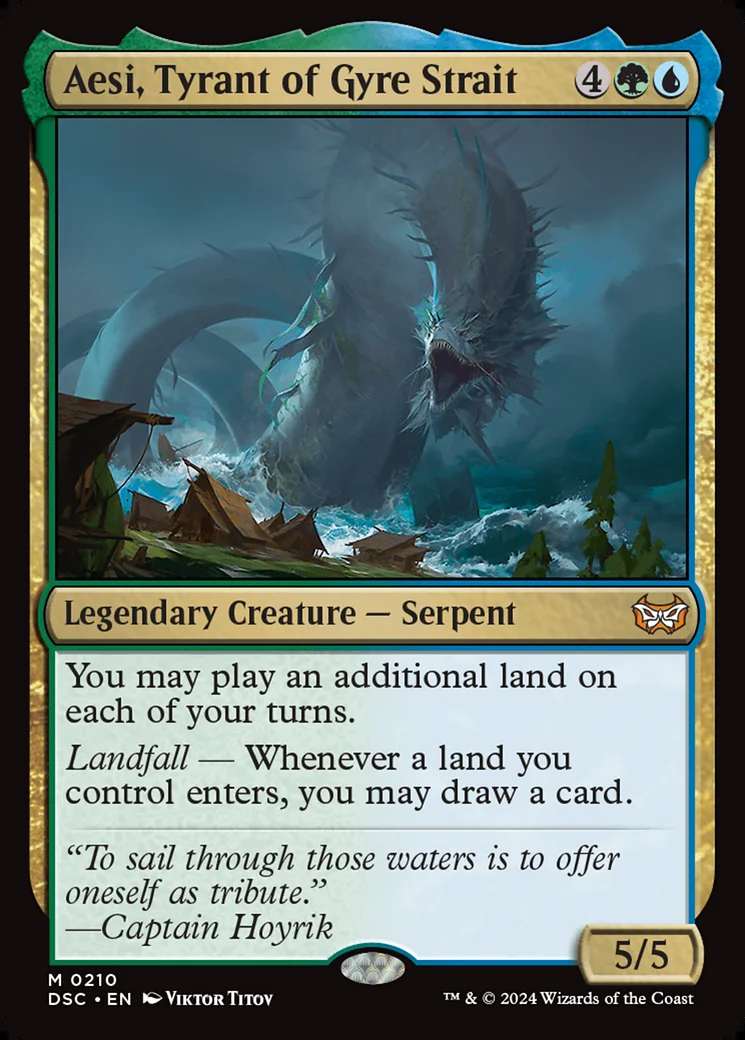 Aesi, Tyrant of Gyre Strait 4
Legendary Creature — Serpent
You may play an additional land on
each of your turns.
Landfall — Whenever a land you
control enters, you may draw a card.
“To sail through those waters is to offer
oneself as tribute.”
—Captain Hoyrik
5/5
M 0210
DSC • EN Viktor Titov
™ & © 2024 Wizards of the Coast